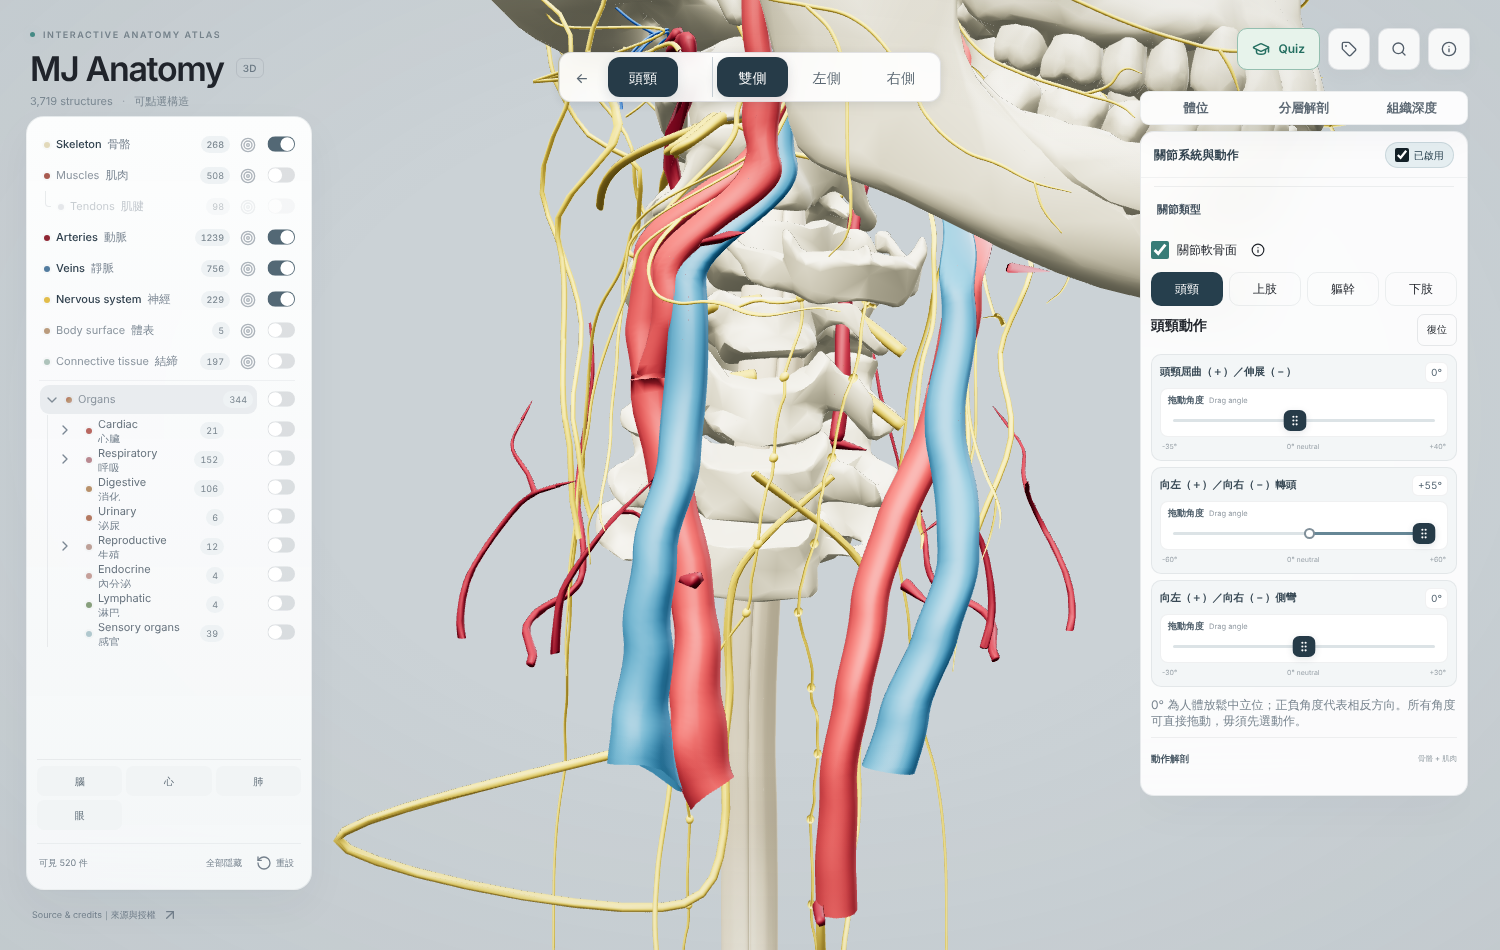 INTERACTIVE ANATOMY ATLAS
MJ Anatomy 3D
3,719 structures · 可點選構造
Skeleton 骨骼 268
Muscles 肌肉 508
Tendons 肌腱 98
Arteries 動脈 1239
Veins 靜脈 756
Nervous system 神經 229
Body surface 體表 5
Connective tissue 結締 197
Organs 344
Cardiac 21
心臟
Respiratory 152
呼吸
Digestive 106
消化
Urinary 6
泌尿
Reproductive 12
生殖
Endocrine 4
內分泌
Lymphatic 4
淋巴
Sensory organs 39
感官
腦 心 肺
眼
可見 520 件 全部隱藏 重設
Source & credits | 來源與授權
頭頸 雙側 左側 右側
Quiz
體位 分層解剖 組織深度
關節系統與動作 已啟用
關節類型
關節軟骨面
頭頸 上肢 軀幹 下肢
頭頸動作 復位
頭頸屈曲（+）／伸展（−） 0°
拖動角度 Drag angle
-35° 0° neutral +40°
向左（+）／向右（−）轉頭 +55°
拖動角度 Drag angle
-60° 0° neutral +60°
向左（+）／向右（−）側彎 0°
拖動角度 Drag angle
-30° 0° neutral +30°
0° 為人體放鬆中立位；正負角度代表相反方向。所有角度
可直接拖動，毋須先選動作。
動作解剖 骨骼 + 肌肉